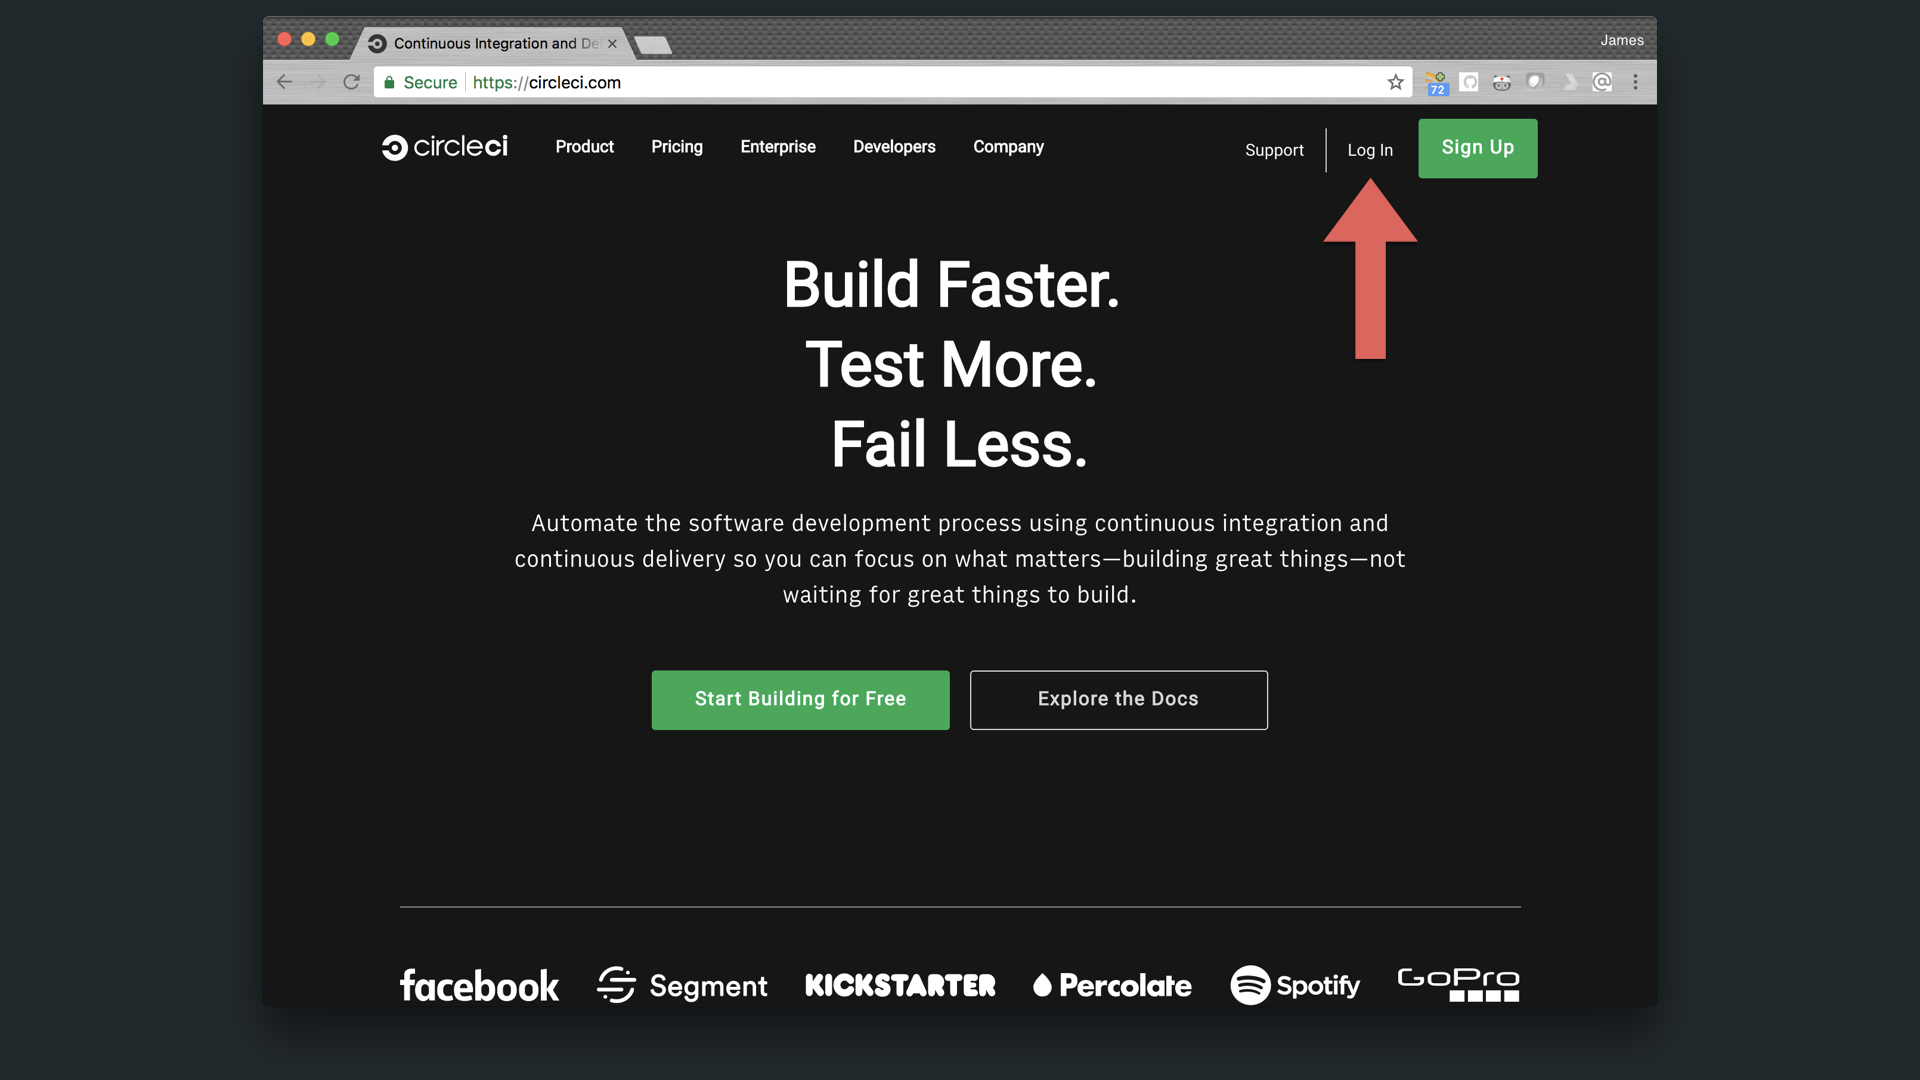 Continuous Integration and De
James
Secure
https://circleci.com
72
circleci
Product
Pricing
Enterprise
Developers
Company
Support
Log In
Sign Up
Build Faster.
Test More.
Fail Less.
Automate the software development process using continuous integration and
continuous delivery so you can focus on what matters—building great things—not
waiting for great things to build.
Start Building for Free
Explore the Docs
facebook
Segment
KICKSTARTER
Percolate
Spotify
GoPro